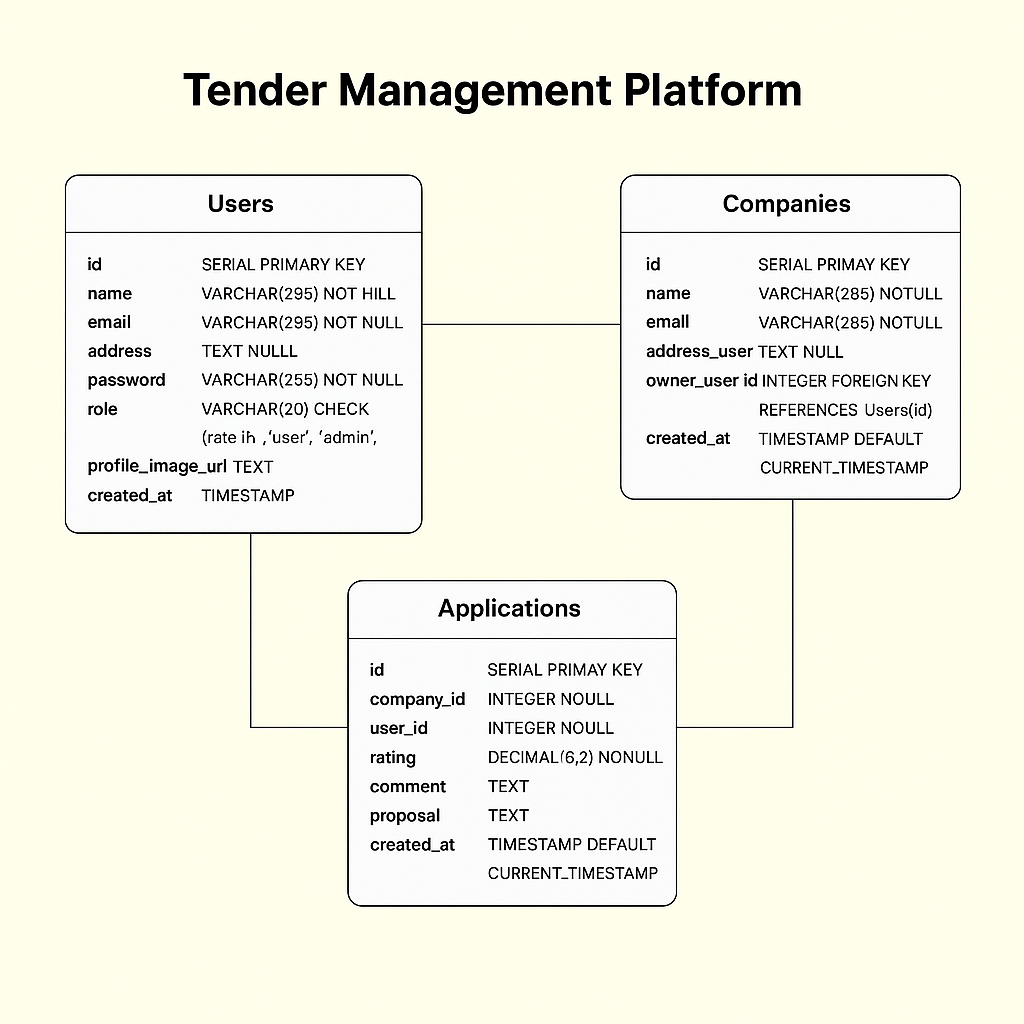 Tender Management Platform
Users
id SERIAL PRIMARY KEY
name VARCHAR(295) NOT HILL
email VARCHAR(295) NOT NULL
address TEXT NULLL
password VARCHAR(255) NOT NULL
role VARCHAR(20) CHECK
(rate ih ,‘user’, ‘admin’,
profile_image_url TEXT
created_at TIMESTAMP
Companies
id SERIAL PRIMAY KEY
name VARCHAR(285) NOTULL
emall VARCHAR(285) NOTULL
address_user TEXT NULL
owner_user id INTEGER FOREIGN KEY
REFERENCES Users(id)
created_at TIMESTAMP DEFAULT
CURRENT_TIMESTAMP
Applications
id SERIAL PRIMAY KEY
company_id INTEGER NOULL
user_id INTEGER NOULL
rating DECIMAL(6,2) NONULL
comment TEXT
proposal TEXT
created_at TIMESTAMP DEFAULT
CURRENT_TIMESTAMP